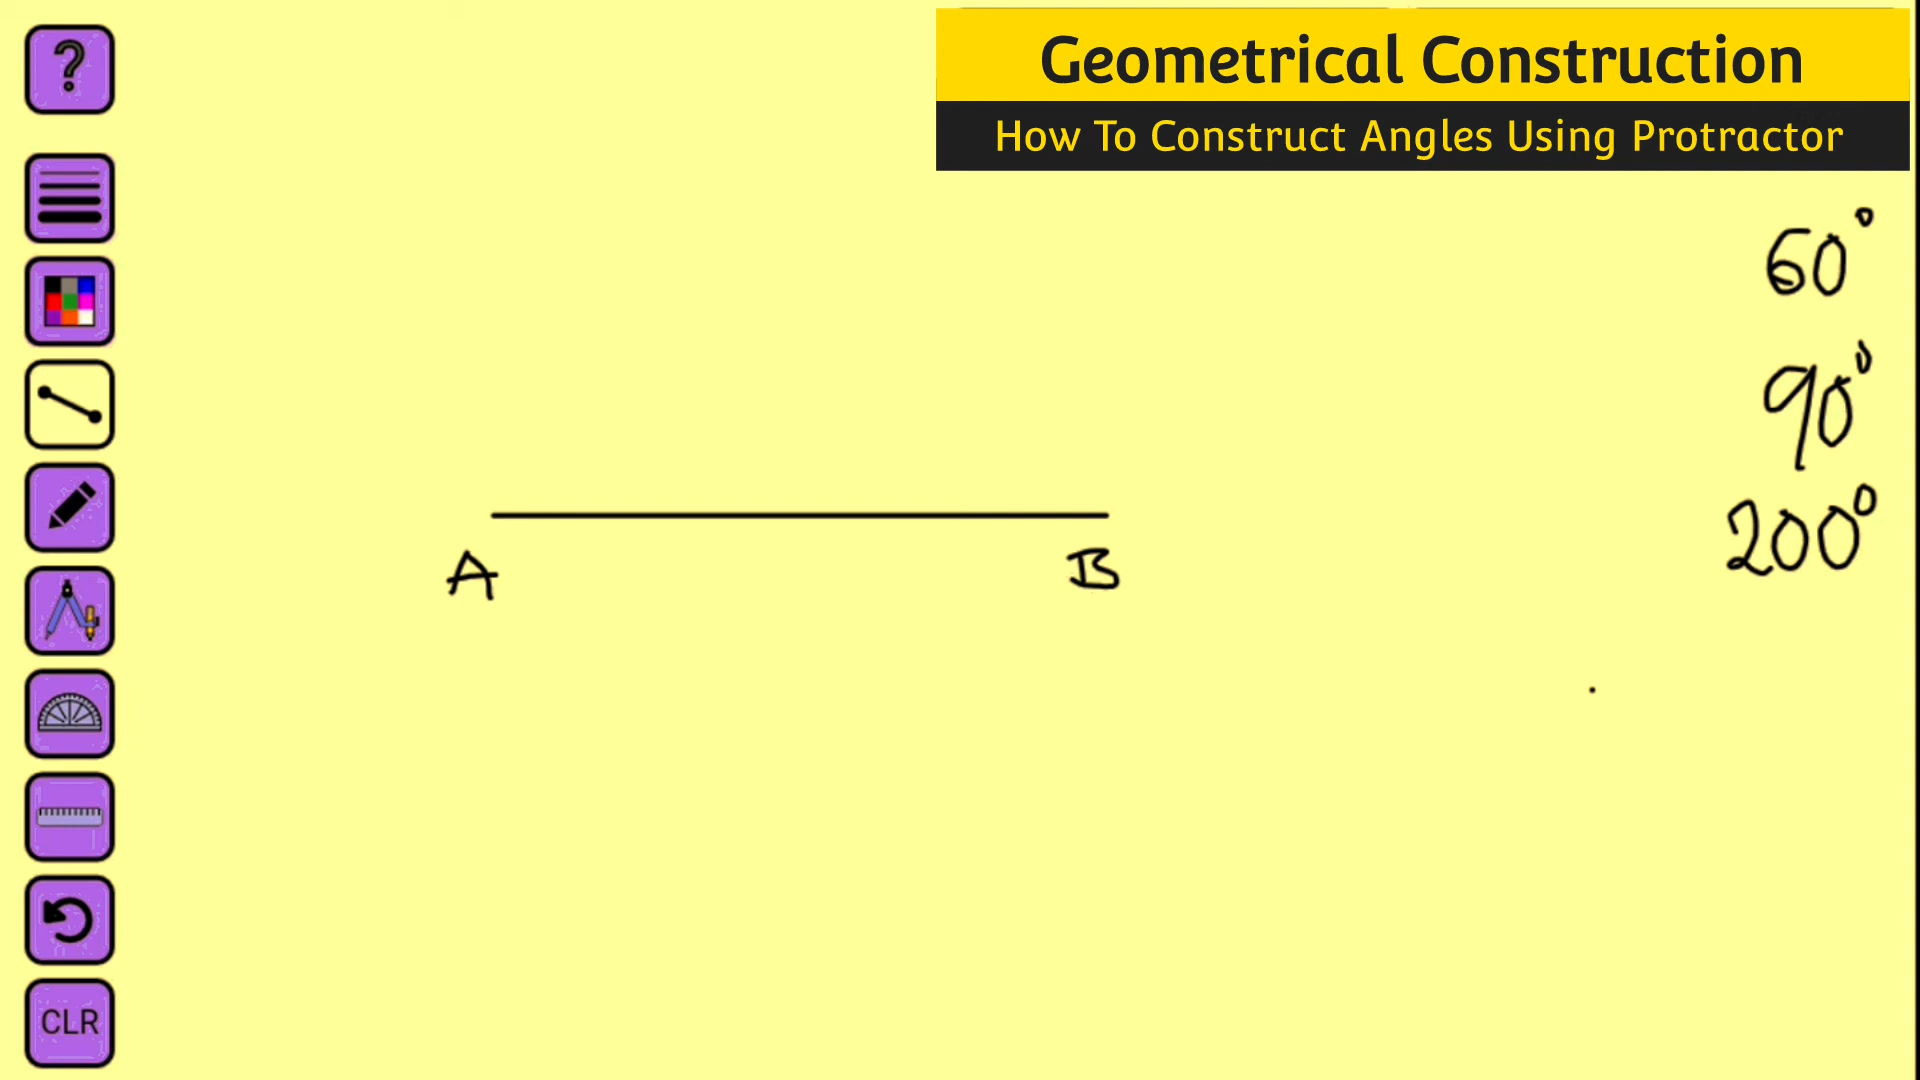 Geometrical Construction
How To Construct Angles Using Protractor
60°
90°
200°
A B
?
CLR